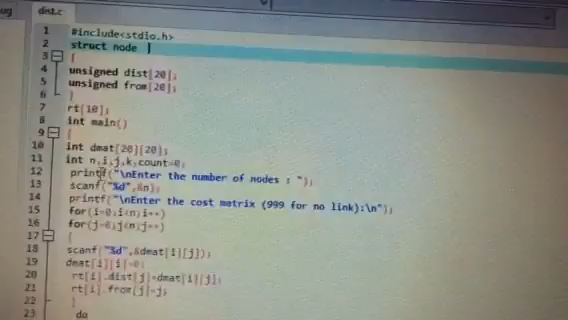 ug
dist.c
1 #include<stdio.h>
2 struct node
3 {
4 unsigned dist[20];
5 unsigned from[20];
6 }
7 rt[10];
8 int main()
9 {
10 int dmat[20][20];
11 int n,i,j,k,count=0;
12 printf("\nEnter the number of nodes : ");
13 scanf("%d",&n);
14 printf("\nEnter the cost matrix (999 for no link):\n");
15 for(i=0;i<n;i++)
16 for(j=0;j<n;j++)
17 {
18 scanf("%d",&dmat[i][j]);
19 dmat[i][i]=0;
20 rt[i].dist[j]=dmat[i][j];
21 rt[i].from[j]=j;
22 }
23 do